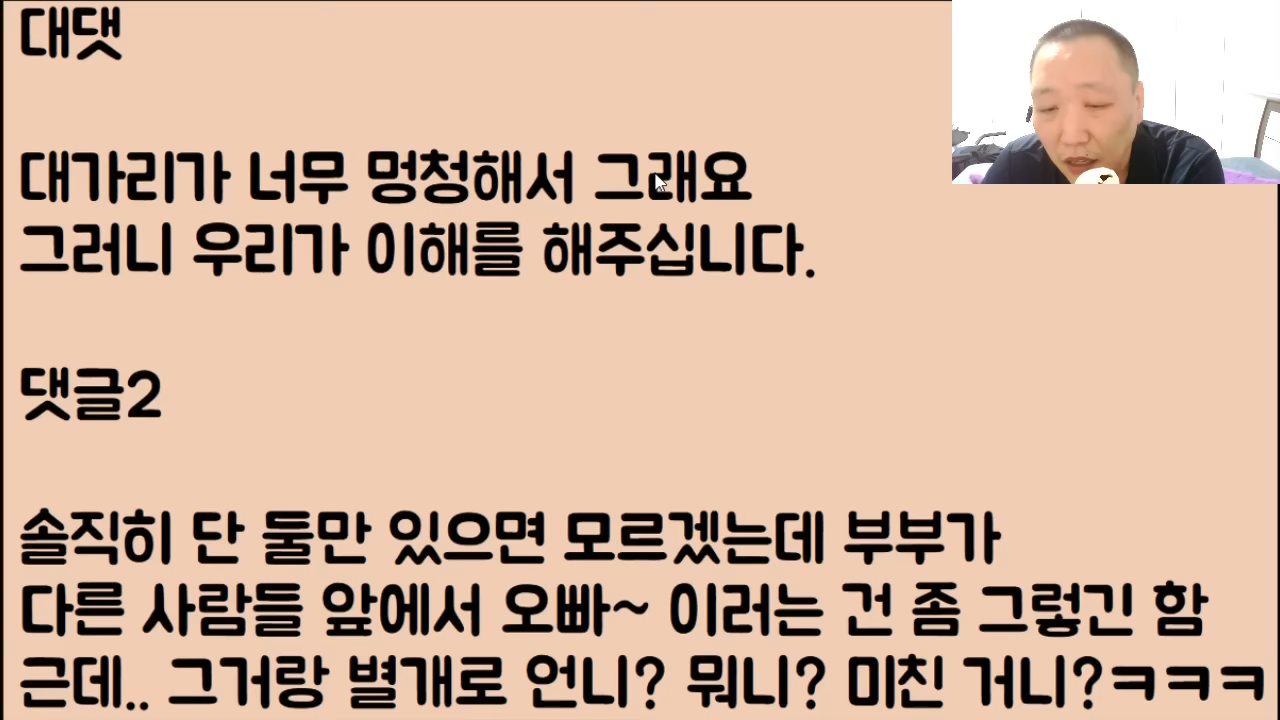 대댓
대가리가 너무 멍청해서 그래요
그러니 우리가 이해를 해주십니다.
댓글2
솔직히 단 둘만 있으면 모르겠는데 부부가
다른 사람들 앞에서 오빠~ 이러는 건 좀 그렇긴 함
근데.. 그거랑 별개로 언니? 뭐니? 미친 거니?ㅋㅋㅋ